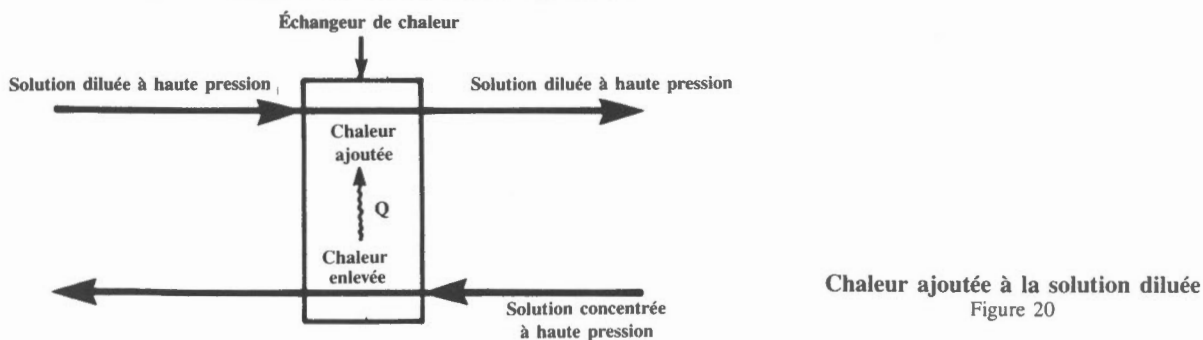 Échangeur de chaleur
Solution diluée à haute pression
Solution diluée à haute pression
Chaleur
ajoutée
Q
Chaleur
enlevée
Solution concentrée
à haute pression
Chaleur ajoutée à la solution diluée
Figure 20